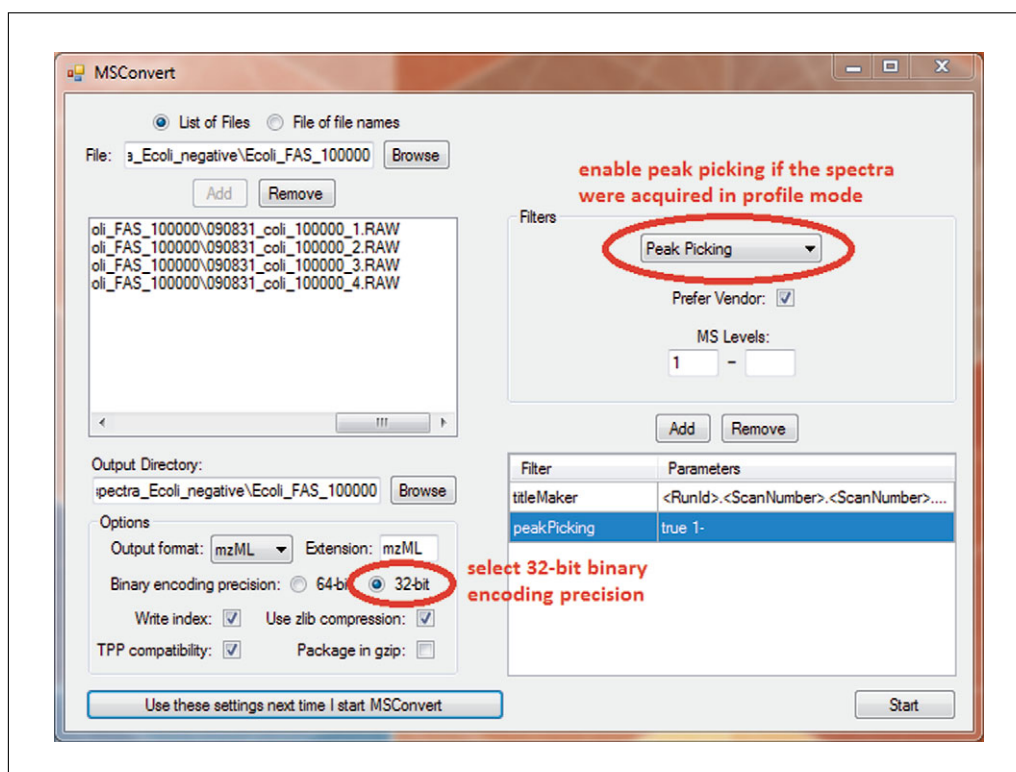 MSConvert
List of Files File of file names
File: a_Ecoli_negative\Ecoli_FAS_100000 Browse
Add Remove
oli_FAS_100000\090831_coli_100000_1.RAW
oli_FAS_100000\090831_coli_100000_2.RAW
oli_FAS_100000\090831_coli_100000_3.RAW
oli_FAS_100000\090831_coli_100000_4.RAW
Output Directory:
spectra_Ecoli_negative\Ecoli_FAS_100000 Browse
Options
Output format: mzML Extension: mzML
Binary encoding precision: 64-bit 32-bit
Write index: Use zlib compression:
TPP compatibility: Package in gzip:
Use these settings next time I start MSConvert
enable peak picking if the spectra
were acquired in profile mode
Filters
Peak Picking
Prefer Vendor:
MS Levels:
1 -
Add Remove
Filter Parameters
titleMaker <RunId>.<ScanNumber>.<ScanNumber>....
peakPicking true 1-
select 32-bit binary
encoding precision
Start